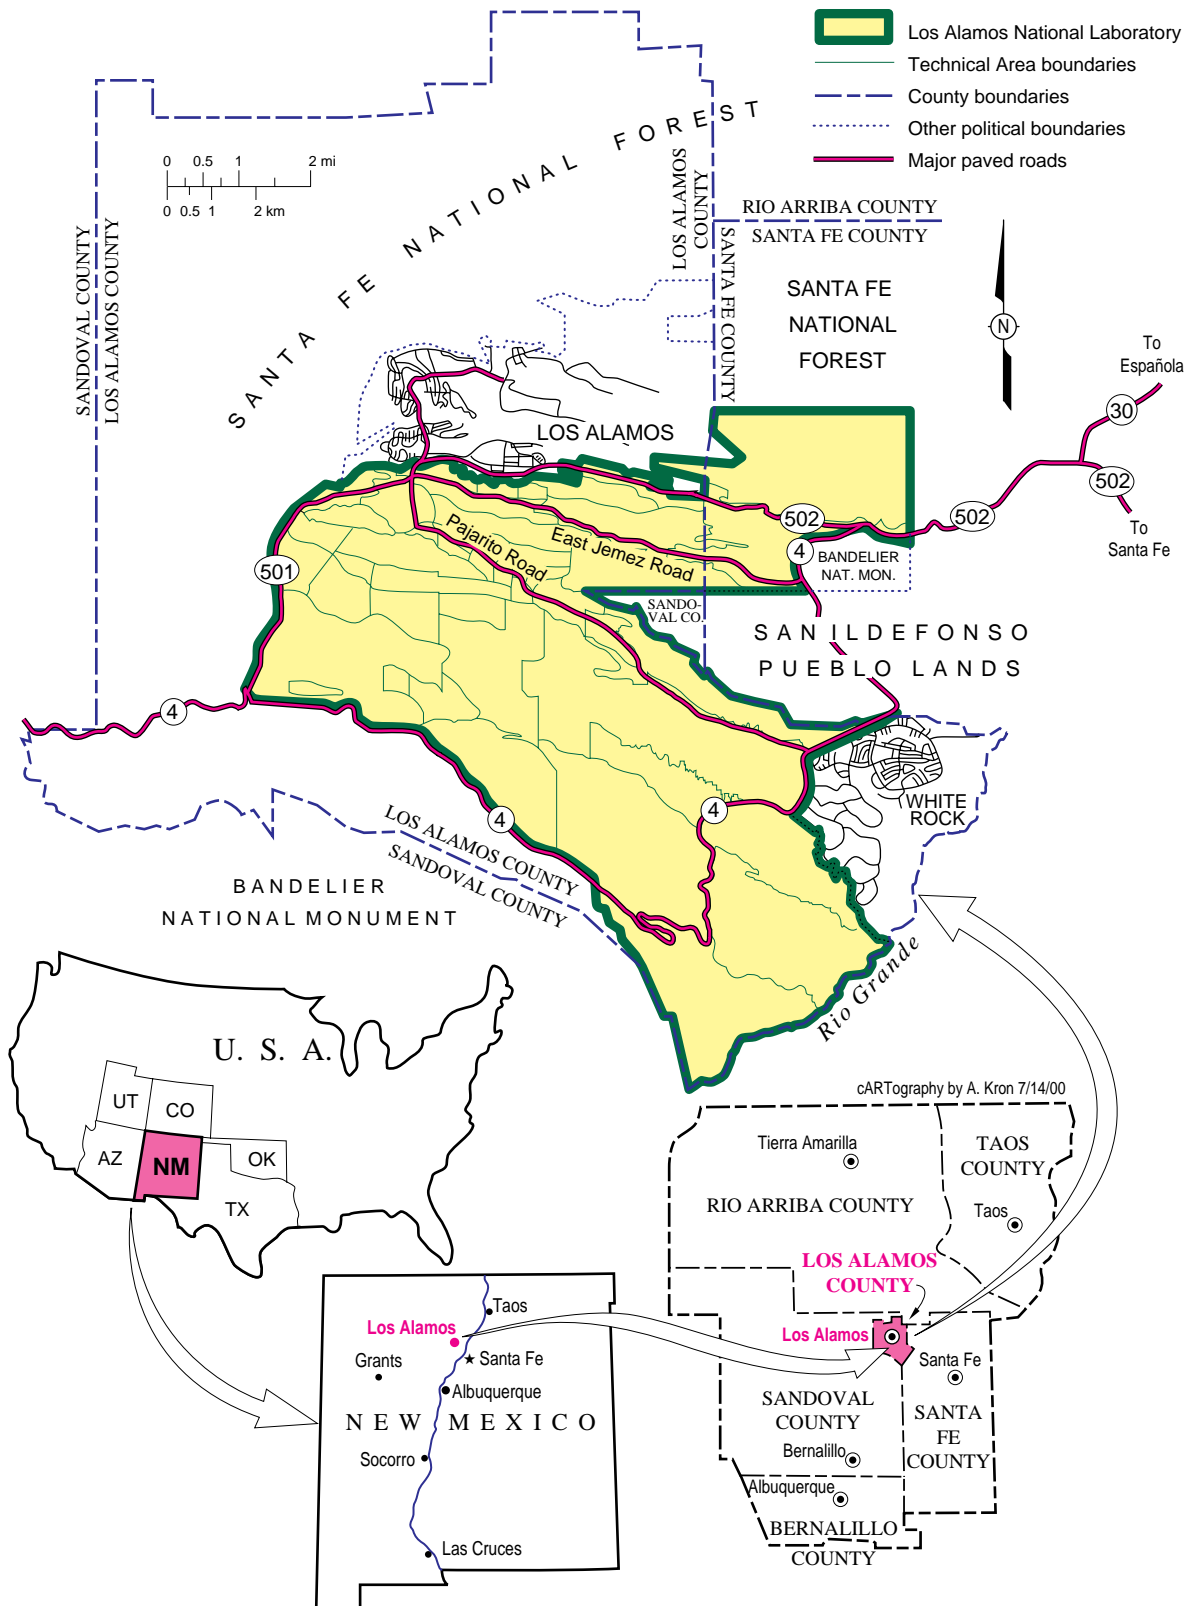 Los Alamos National Laboratory
Technical Area boundaries
County boundaries
Other political boundaries
Major paved roads
0 0.5 1 2 mi
0 0.5 1 2 km
SANTA FE NATIONAL FOREST
SANDOVAL COUNTY
LOS ALAMOS COUNTY
LOS ALAMOS
COUNTY
SANTA FE COUNTY
RIO ARRIBA COUNTY
SANTA FE COUNTY
SANTA FE
NATIONAL
FOREST
N
To
Española
30
502
To
Santa Fe
502
LOS ALAMOS
502
4
BANDELIER
NAT. MON.
501
Pajarito Road
East Jemez Road
SANDO-
VAL CO.
SAN ILDEFONSO
PUEBLO LANDS
4
WHITE
ROCK
4
4
LOS ALAMOS COUNTY
SANDOVAL COUNTY
BANDELIER
NATIONAL MONUMENT
Rio Grande
U. S. A.
UT
CO
AZ
NM
OK
TX
cARTography by A. Kron 7/14/00
Tierra Amarilla
TAOS
COUNTY
RIO ARRIBA COUNTY
Taos
LOS ALAMOS
COUNTY
Los Alamos
Santa Fe
SANDOVAL
COUNTY
SANTA
FE
COUNTY
Bernalillo
Albuquerque
BERNALILLO
COUNTY
Taos
Los Alamos
Santa Fe
Grants
Albuquerque
NEW MEXICO
Socorro
Las Cruces